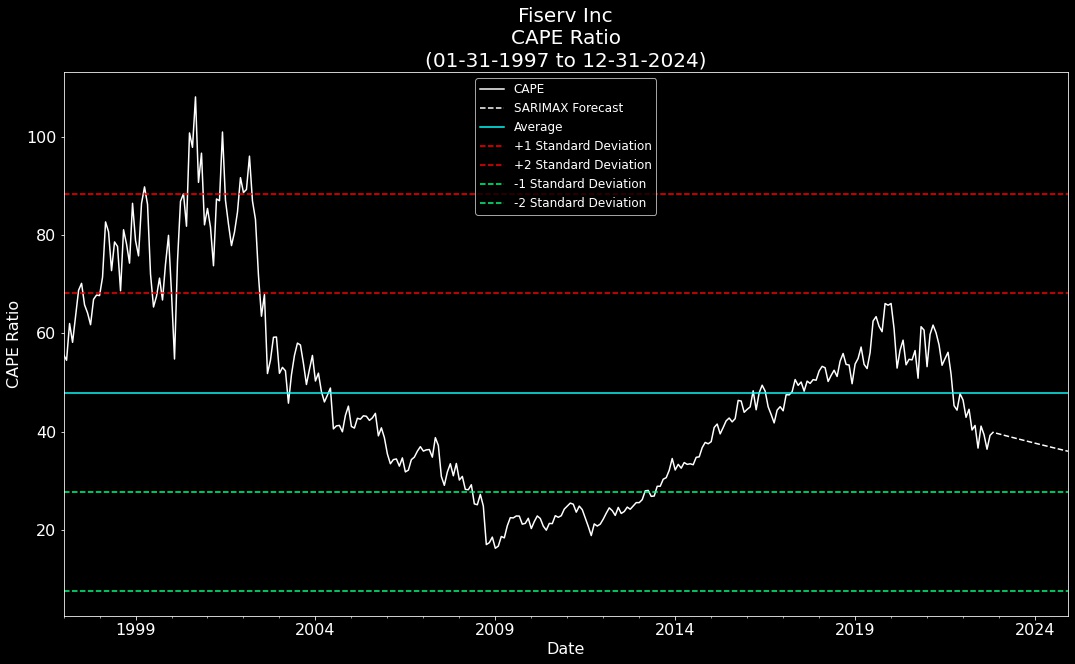 Fiserv Inc
CAPE Ratio
(01-31-1997 to 12-31-2024)
CAPE
SARIMAX Forecast
Average
+1 Standard Deviation
+2 Standard Deviation
-1 Standard Deviation
-2 Standard Deviation
CAPE Ratio
100
80
60
40
20
1999 2004 2009 2014 2019 2024
Date